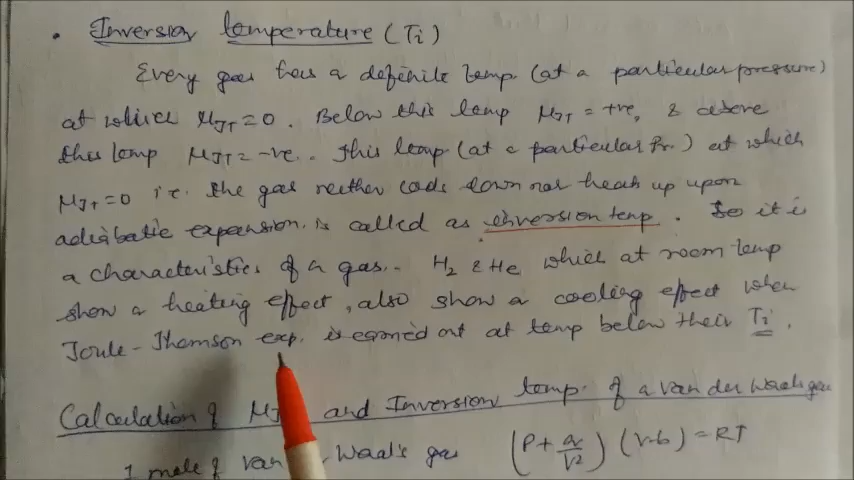 • Inversion temperature (Ti)
Every gas has a definite temp. (at a particular pressure)
at which μJT = 0. Below this temp μJT = +ve, & above
this temp μJT = -ve. This temp (at a particular Pr.) at which
μJT = 0 i.e. the gas neither cools down nor heats up upon
adiabatic expansion is called as inversion temp. So it is
a characteristics of a gas. H2 & He which at room temp
show a heating effect, also show a cooling effect when
Joule-Thomson exp. is carried out at temp below their Ti.
Calculation of μJ and Inversion temp. of a van der Waals gas
1 mole of van Waal's gas (P + a/V2) (V-b) = RT